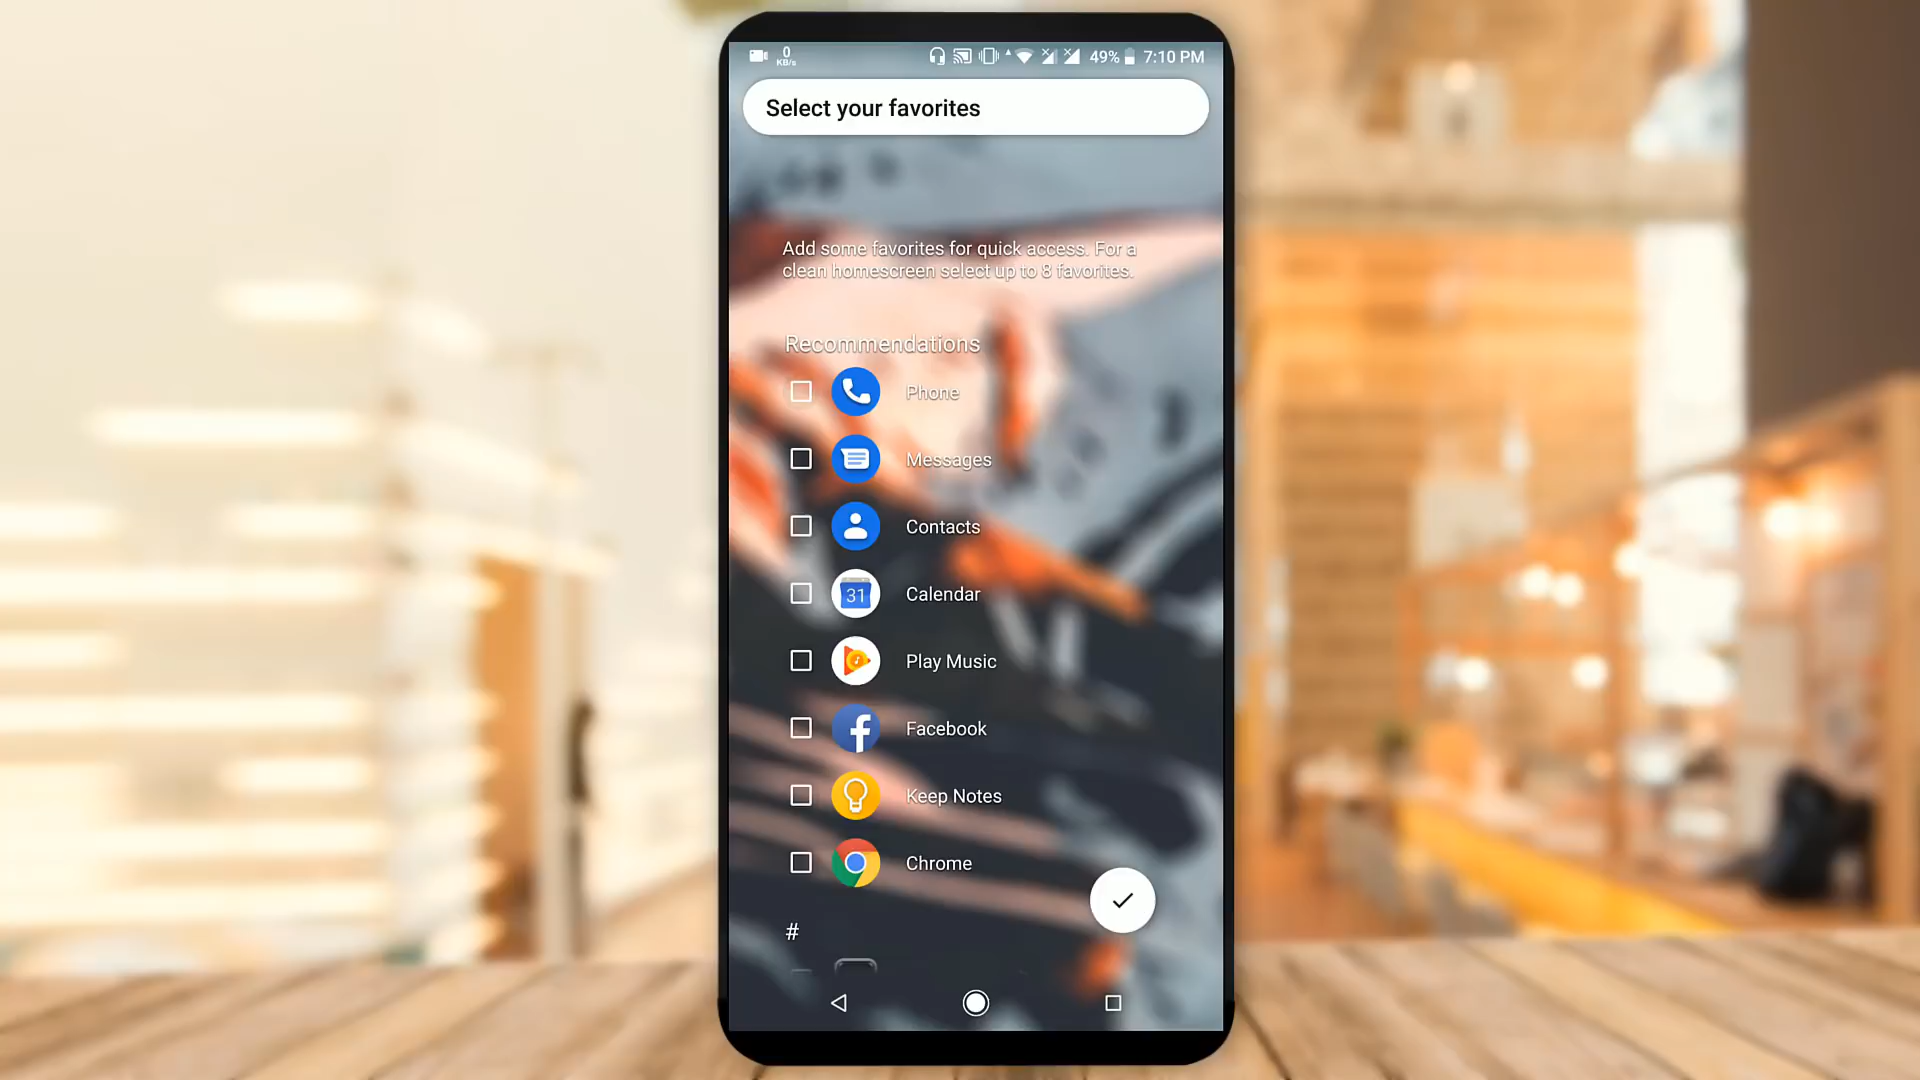 0
KB/s
49%
7:10 PM
Select your favorites
Add some favorites for quick access. For a
clean homescreen select up to 8 favorites.
Recommendations
Phone
Messages
Contacts
31
Calendar
Play Music
Facebook
Keep Notes
Chrome
#